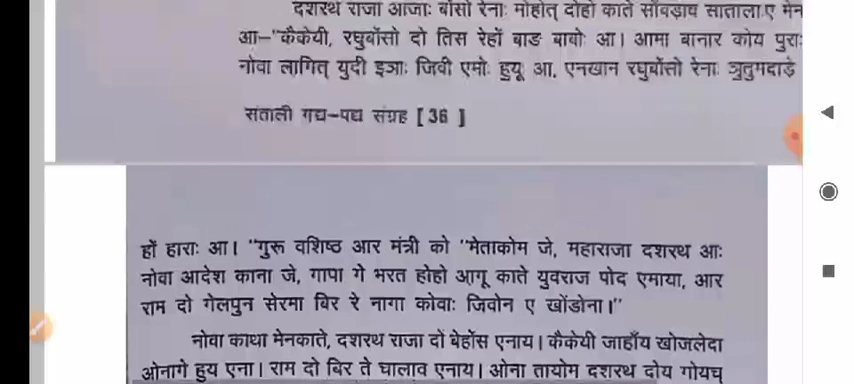 दशरथ राजा आजाः बाँसो रेनाः मोहोत् दोहो काते साँवड़ाव सातालाए मेन
आ–"कैकेयी, रघुबाँसो दो तिस रेहों बाङ बाबोः आ। आमा बानार कोय पुराः
नोवा लागित् युदी इञाः जिवी एमोः हुयू आ, एनखान रघुबाँसो रेनाः ञुतुमदाड़े
संताली गद्य–पद्य संग्रह [ 36 ]
हों हाराः आ। "गुरू वशिष्ठ आर मंत्री को "मेताकोम जे, महाराजा दशरथ आः
नोवा आदेश काना जे, गापा गे भरत होहो आगू काते युवराज पोद एमाया, आर
राम दो गेलपुन सेरमा बिर रे नागा कोवाः जिवोन ए खोंडोना।"
नोवा काथा मेनकाते, दशरथ राजा दो बेहोंस एनाय। कैकेयी जाहाँय खोजलेदा
ओनागे हुय एना। राम दो बिर ते चालाव एनाय। ओना तायोम दशरथ दोय गोयच्